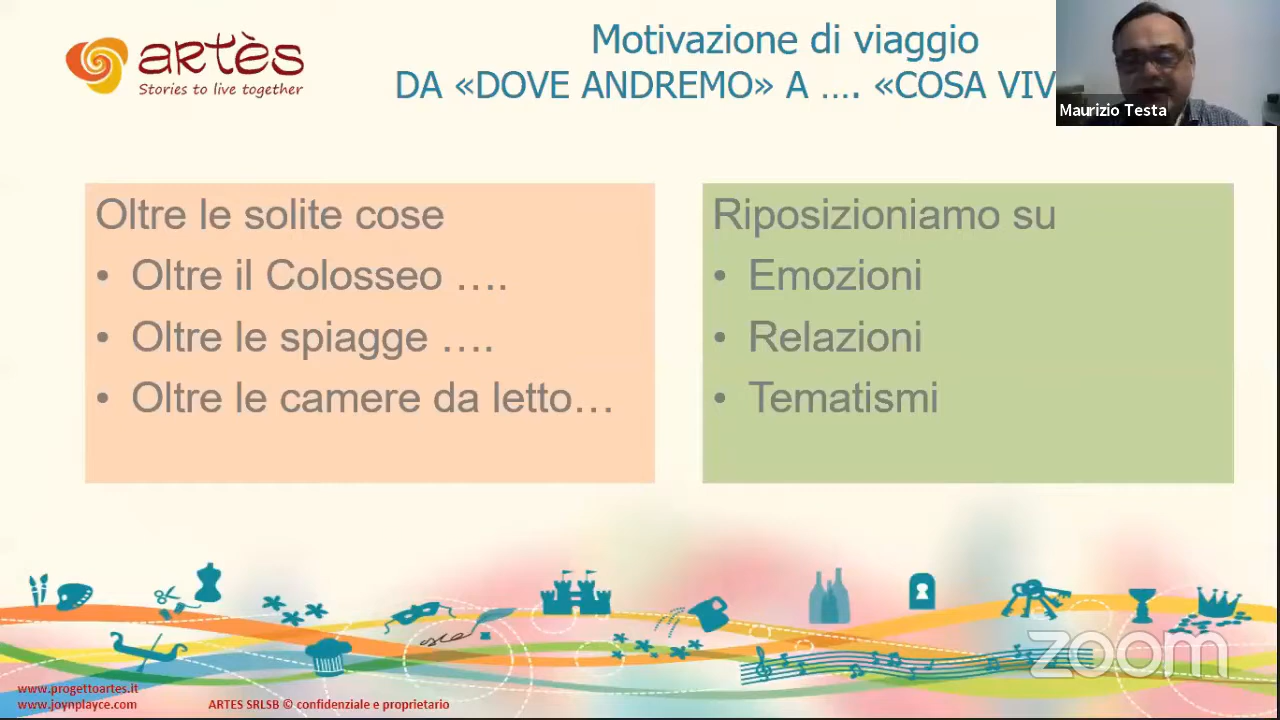 artès
Stories to live together
Motivazione di viaggio
DA «DOVE ANDREMO» A …. «COSA VIV
Maurizio Testa
Oltre le solite cose
• Oltre il Colosseo ….
• Oltre le spiagge ….
• Oltre le camere da letto…
Riposizioniamo su
• Emozioni
• Relazioni
• Tematismi
zoom
www.progettoartes.it
www.joynplayce.com
ARTES SRLSB © confidenziale e proprietario